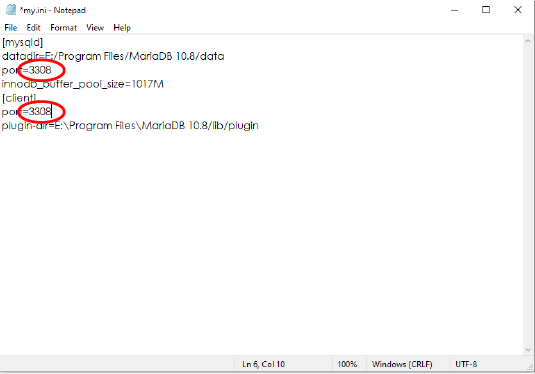 *my.ini - Notepad
File Edit Format View Help
[mysqld]
datadir=E:/Program Files/MariaDB 10.8/data
port=3308
innodb_buffer_pool_size=1017M
[client]
port=3308
plugin-dir=E:\Program Files\MariaDB 10.8/lib/plugin
Ln 6, Col 10 100% Windows (CRLF) UTF-8